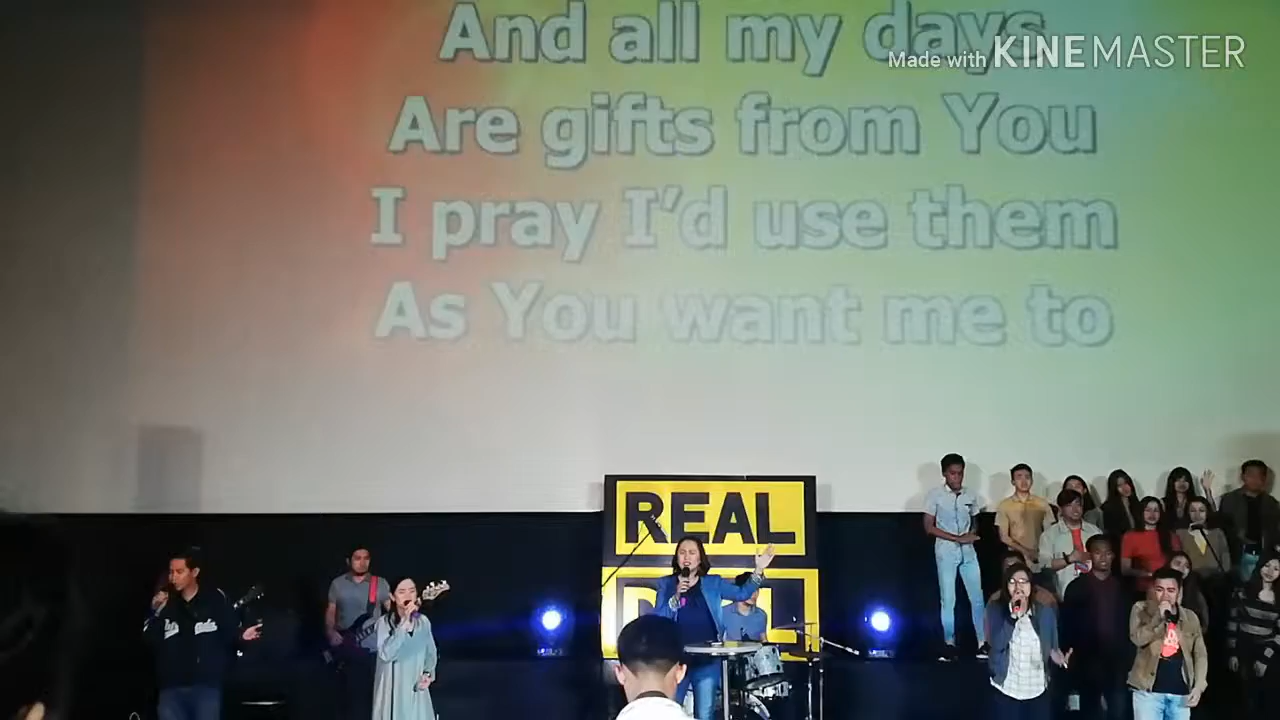 And all my days
Made with KINEMASTER
Are gifts from You
I pray I'd use them
As You want me to
REAL